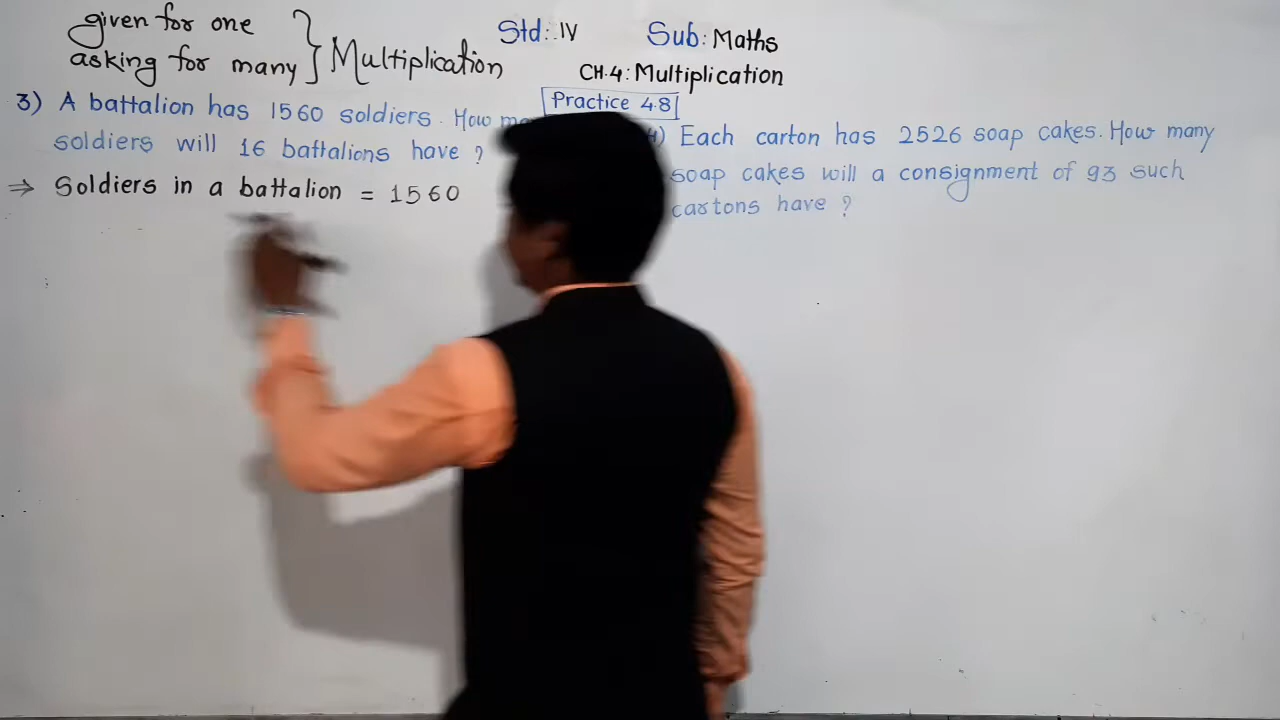 given for one
asking for many } Multiplication
Std: IV Sub: Maths
CH.4: Multiplication
Practice 4.8
3) A battalion has 1560 soldiers. How
soldiers will 16 battalions have ?
⇒ Soldiers in a battalion = 1560
4) Each carton has 2526 soap cakes. How many
soap cakes will a consignment of 93 such
cartons have ?